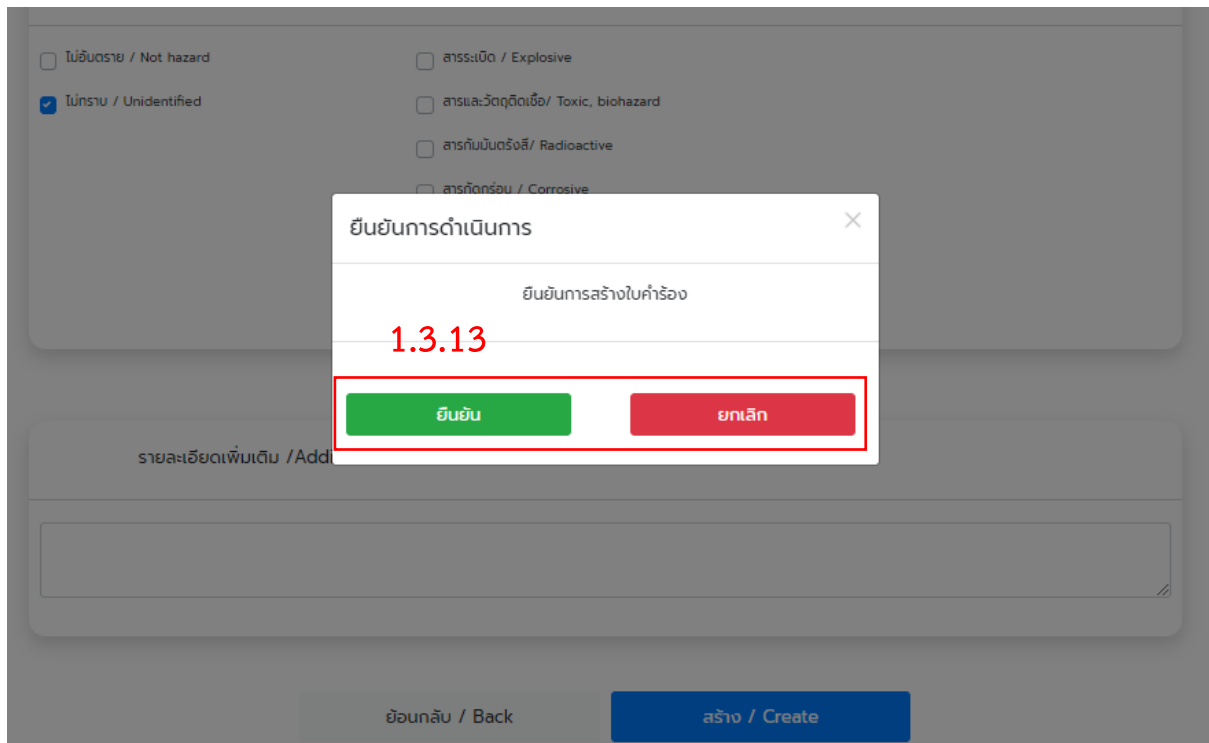 ไม่อันตราย / Not hazard
สารระเบิด / Explosive
ไม่ทราบ / Unidentified
สารและวัตถุติดเชื้อ/ Toxic, biohazard
สารกัมมันตรังสี/ Radioactive
สารกัดกร่อน / Corrosive
ยืนยันการดำเนินการ
ยืนยันการสร้างใบคำร้อง
1.3.13
ยืนยัน
ยกเลิก
รายละเอียดเพิ่มเติม /Addi
ย้อนกลับ / Back
สร้าง / Create